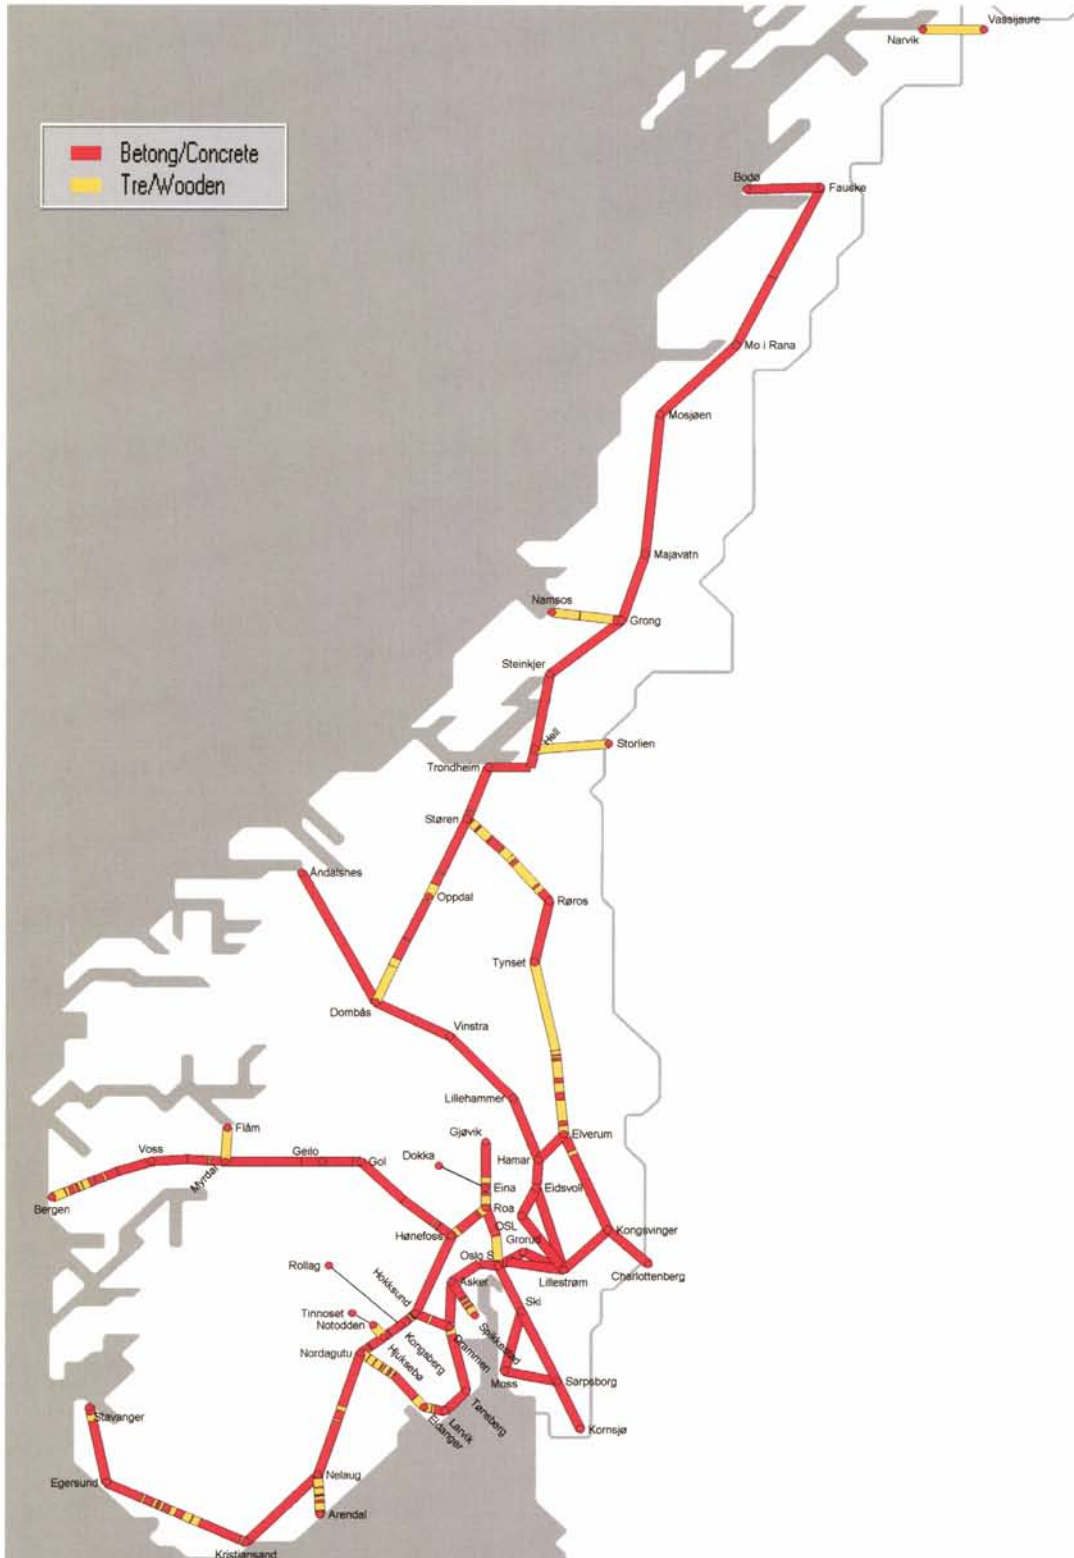 Vassijaure
Narvik
Betong/Concrete
Tre/Wooden
Bodø
Fauske
Mo i Rana
Mosjøen
Majavatn
Namsos
Grong
Steinkjer
Hell
Storlien
Trondheim
Støren
Åndalsnes
Oppdal
Røros
Tynset
Dombås
Vinstra
Lillehammer
Flåm
Gjøvik
Elverum
Voss
Geilo
Gol
Dokka
Hamar
Myrdal
Eina
Eidsvoll
Bergen
Roa
OSL
Kongsvinger
Hønefoss
Grorud
Oslo S
Rollag
Lillestrøm
Charlottenberg
Hokksund
Asker
Tinnoset
Notodden
Ski
Kongsberg
Drammen
Spikkestad
Nordagutu
Hjuksebø
Moss
Sarpsborg
Tønsberg
Stavanger
Eidanger
Larvik
Kornsjø
Egersund
Nelaug
Arendal
Kristiansand